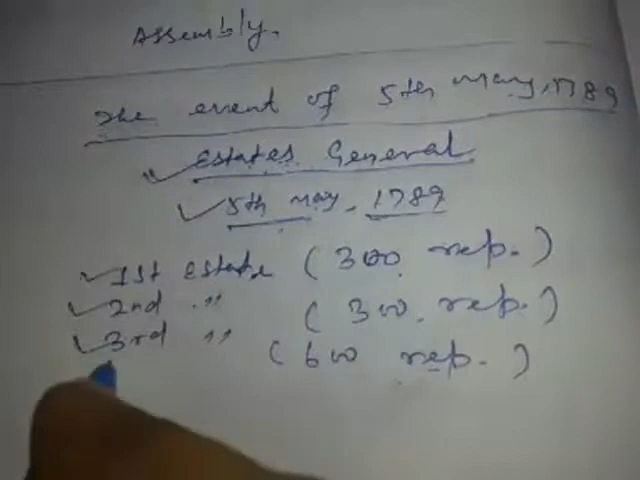 Assembly.
The event of 5th May, 1789
Estates General
5th may, 1789
1st estate (300 rep.)
2nd " (300 rep.)
3rd " (600 rep.)